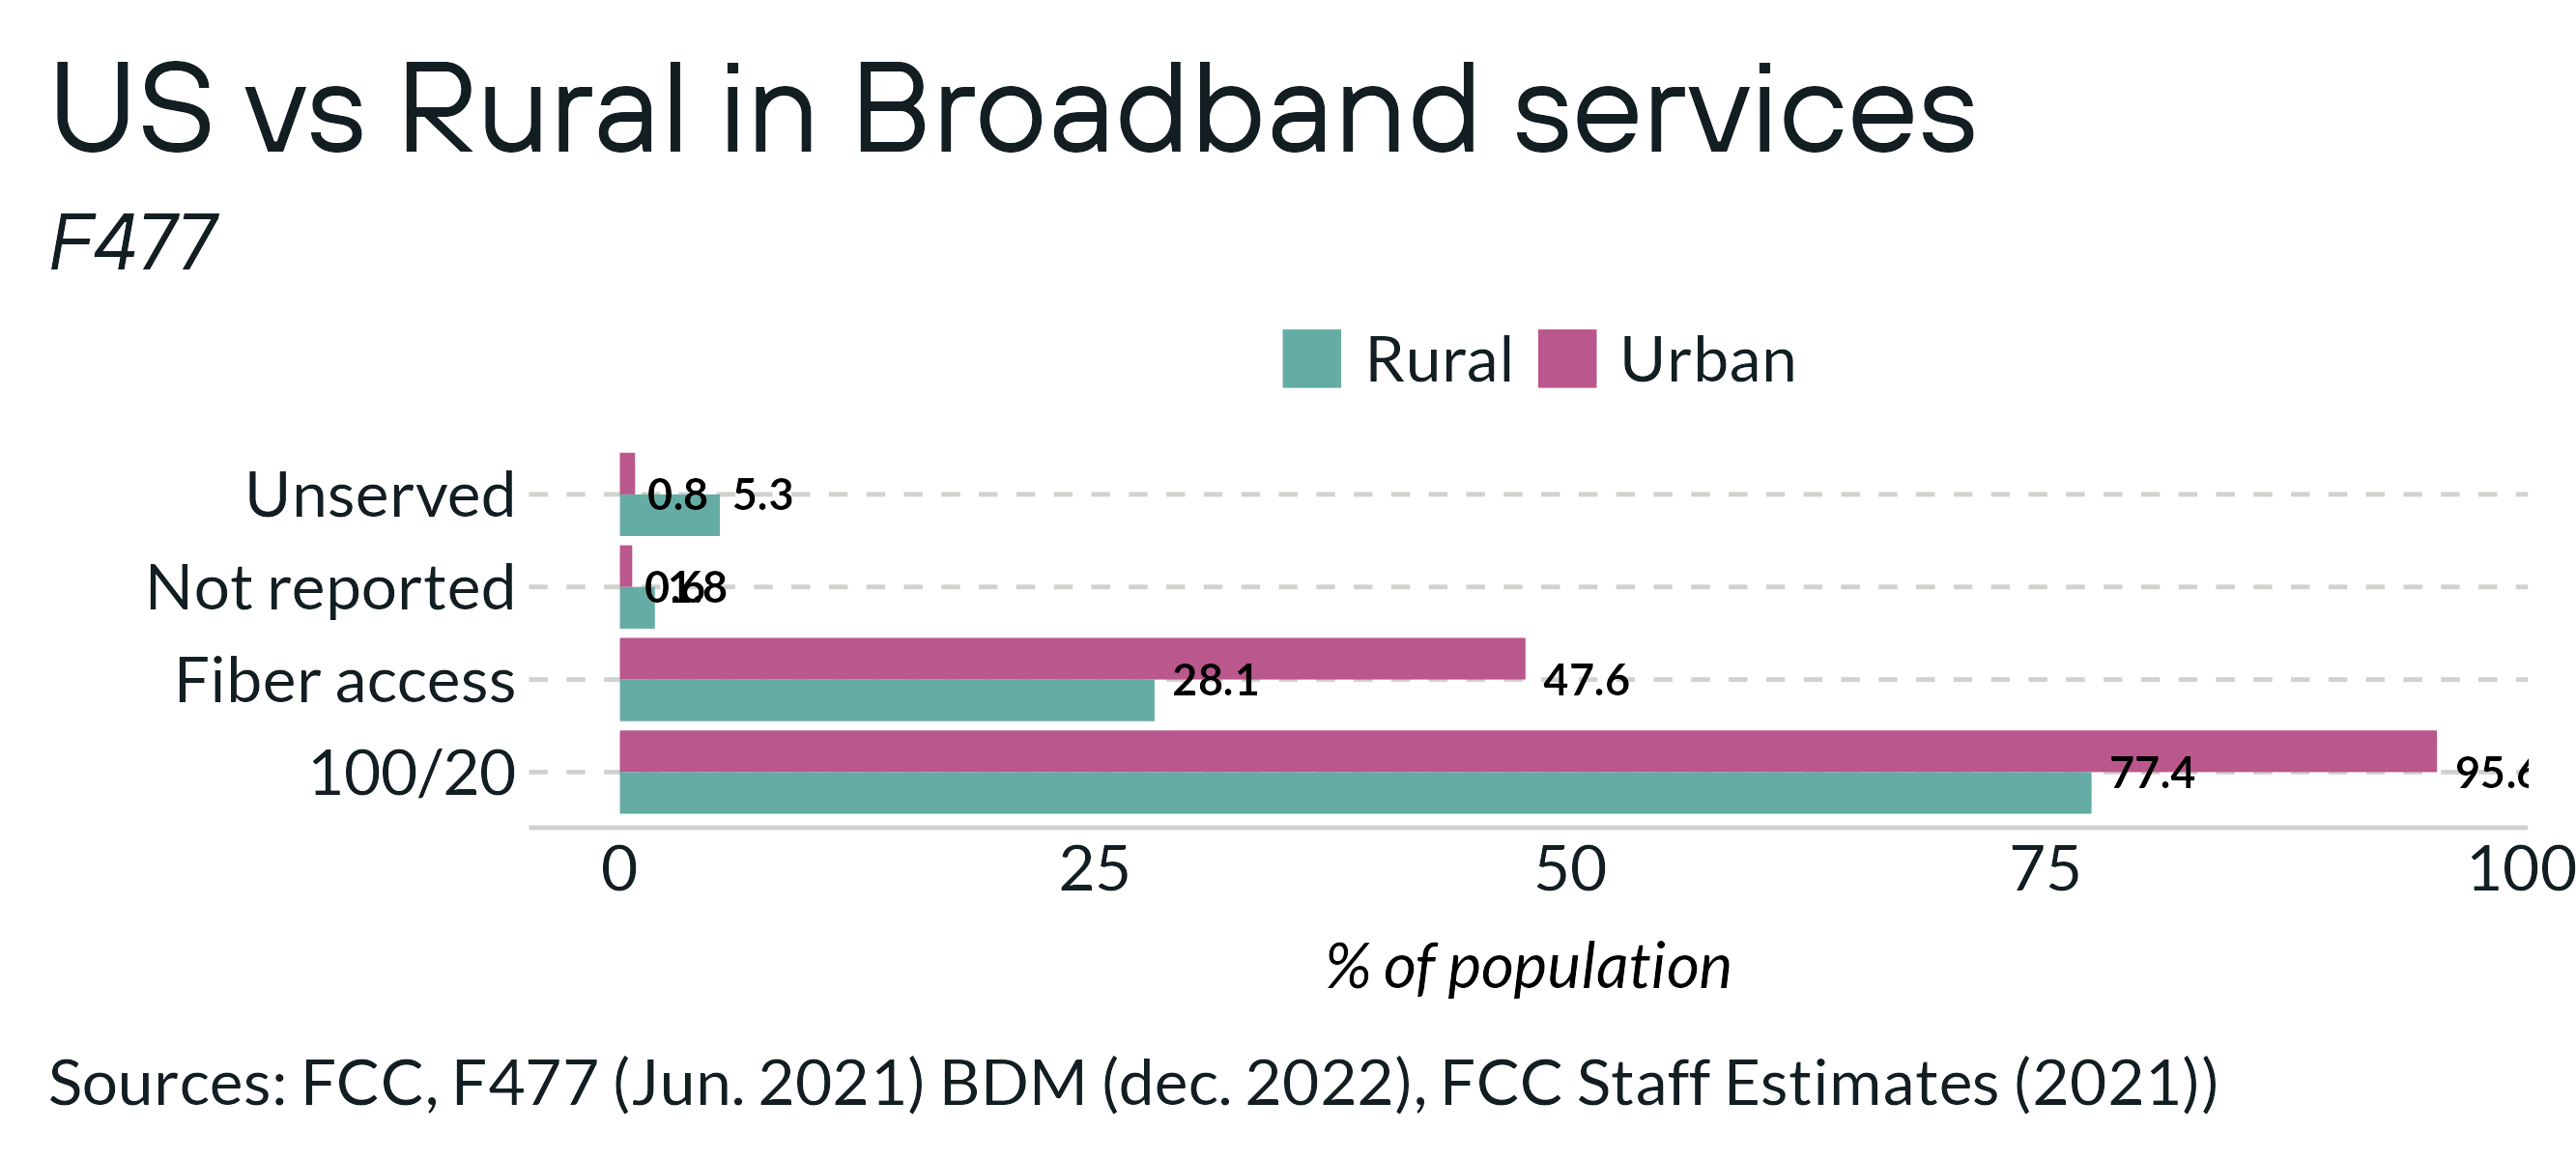 US vs Rural in Broadband services
F477
Rural Urban
Unserved 0.8 5.3
Not reported 0.6 1.8
Fiber access 28.1 47.6
100/20 77.4 95.6
0 25 50 75 100
% of population
Sources: FCC, F477 (Jun. 2021) BDM (dec. 2022), FCC Staff Estimates (2021))